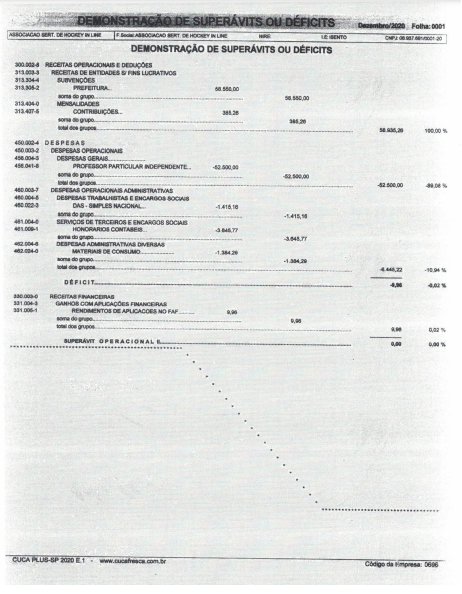 DEMONSTRAÇÃO DE SUPERÁVITS OU DÉFICITS Dezembro/2020 Folha: 0001
ASSOCIACAO SERT. DE HOCKEY IN LINE F.Social:ASSOCIACAO SERT. DE HOCKEY IN LINE NIRE: I.E ISENTO CNPJ: 08.937.681/0001-20
DEMONSTRAÇÃO DE SUPERÁVITS OU DÉFICITS
300.002-8 RECEITAS OPERACIONAIS E DEDUÇÕES
313.003-3 RECEITAS DE ENTIDADES S/ FINS LUCRATIVOS
313.304-4 SUBVENÇÕES
313.305-2 PREFEITURA... 58.550,00
soma do grupo... 58.550,00
313.404-0 MENSALIDADES
313.407-5 CONTRIBUIÇÕES... 385,26
soma do grupo... 385,26
total dos grupos... 58.935,26 100,00 %
450.002-4 D E S P E S A S
450.003-2 DESPESAS OPERACIONAIS
456.004-3 DESPESAS GERAIS
456.041-8 PROFESSOR PARTICULAR INDEPENDENTE... -52.500,00
soma do grupo... -52.500,00
total dos grupos... -52.500,00 -89,08 %
460.003-7 DESPESAS OPERACIONAIS ADMINISTRATIVAS
460.004-5 DESPESAS TRABALHISTAS E ENCARGOS SOCIAIS
460.022-3 DAS - SIMPLES NACIONAL... -1.415,16
soma do grupo... -1.415,16
461.004-0 SERVIÇOS DE TERCEIROS E ENCARGOS SOCIAIS
461.009-1 HONORARIOS CONTABEIS... -3.645,77
soma do grupo... -3.645,77
462.004-6 DESPESAS ADMINISTRATIVAS DIVERSAS
462.024-0 MATERIAIS DE CONSUMO... -1.384,29
soma do grupo... -1.384,29
total dos grupos... -6.445,22 -10,94 %
D É F I C I T... -9,96 -0,02 %
330.003-0 RECEITAS FINANCEIRAS
331.004-3 GANHOS COM APLICAÇÕES FINANCEIRAS
331.005-1 RENDIMENTOS DE APLICACOES NO FAF... 9,96
soma do grupo... 9,96
total dos grupos... 9,96 0,02 %
SUPERÁVIT O P E R A C I O N A L... 0,00 0,00 %
CUCA PLUS-SP 2020 E.1 - www.cucafresca.com.br Código da Empresa: 0696